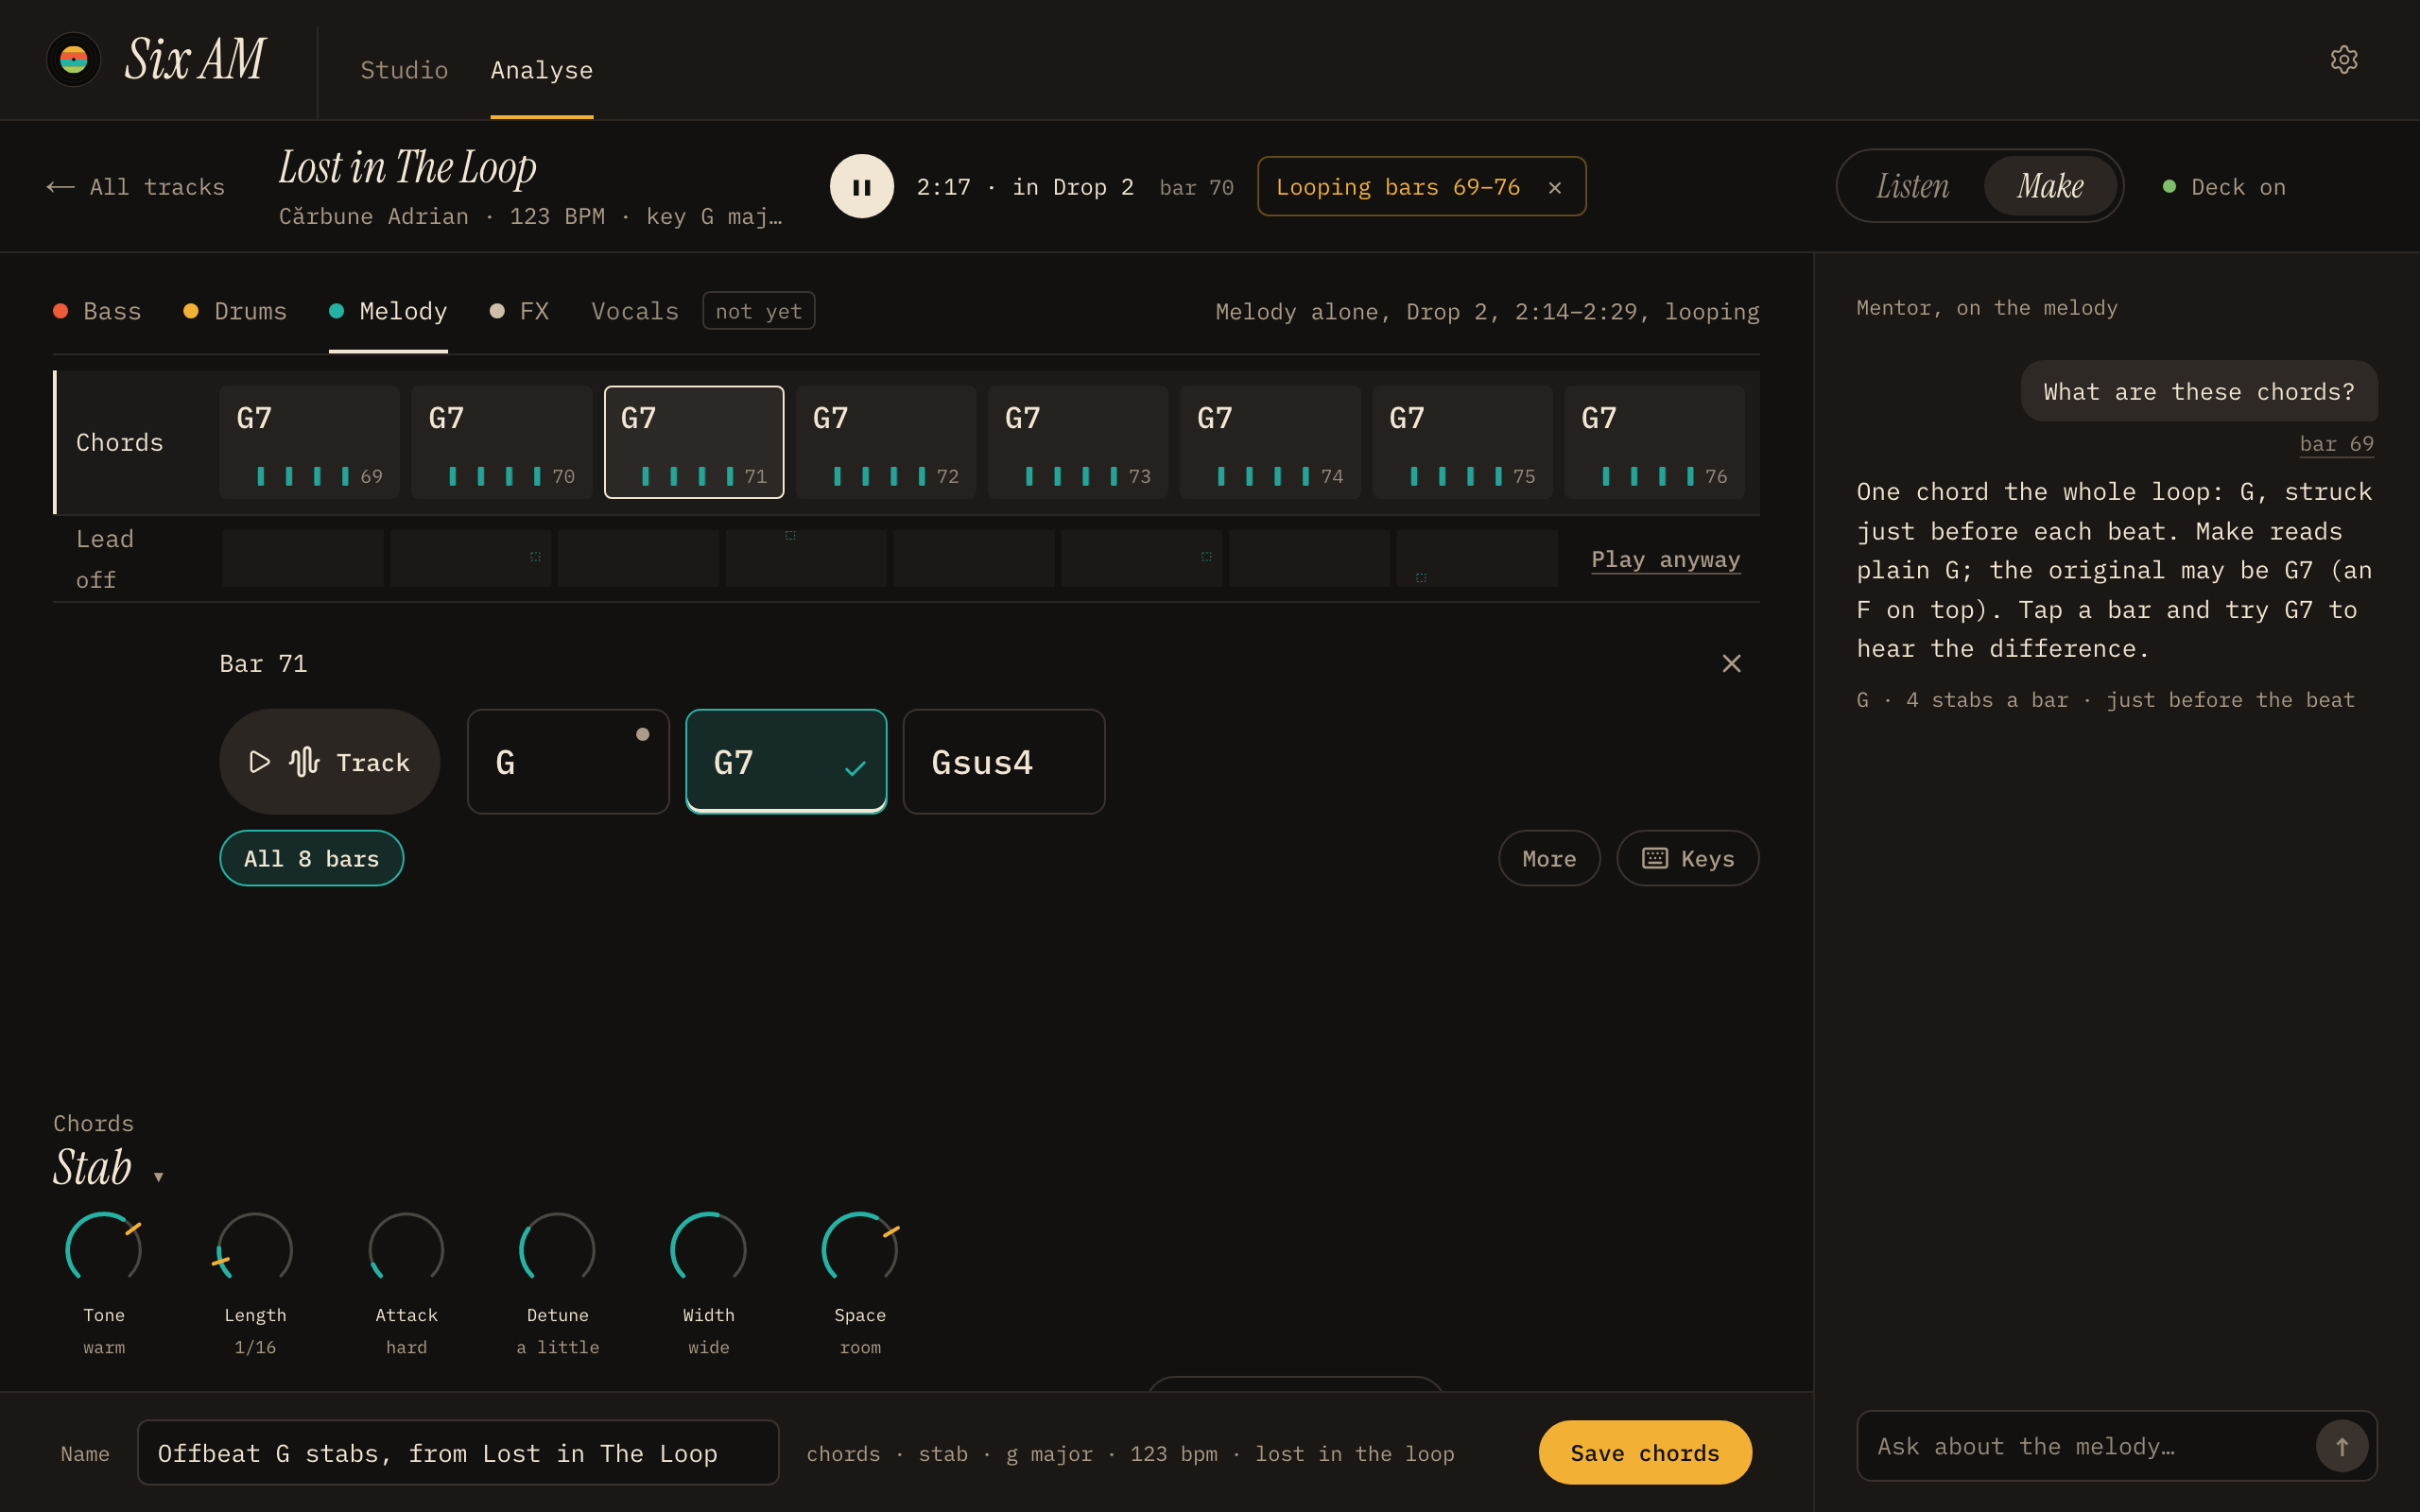 Six AM
Studio
Analyse
← All tracks
Lost in The Loop
Cărbune Adrian · 123 BPM · key G maj…
2:17 · in Drop 2
bar 70
Looping bars 69–76 ×
Listen
Make
Deck on
Bass
Drums
Melody
FX
Vocals
not yet
Melody alone, Drop 2, 2:14–2:29, looping
Chords
G7
69
G7
70
G7
71
G7
72
G7
73
G7
74
G7
75
G7
76
Lead
off
Play anyway
Bar 71
Track
G
G7
Gsus4
All 8 bars
More
Keys
Chords
Stab
Tone
warm
Length
1/16
Attack
hard
Detune
a little
Width
wide
Space
room
Name
Offbeat G stabs, from Lost in The Loop
chords · stab · g major · 123 bpm · lost in the loop
Save chords
Mentor, on the melody
What are these chords?
bar 69
One chord the whole loop: G, struck
just before each beat. Make reads
plain G; the original may be G7 (an
F on top). Tap a bar and try G7 to
hear the difference.
G · 4 stabs a bar · just before the beat
Ask about the melody…